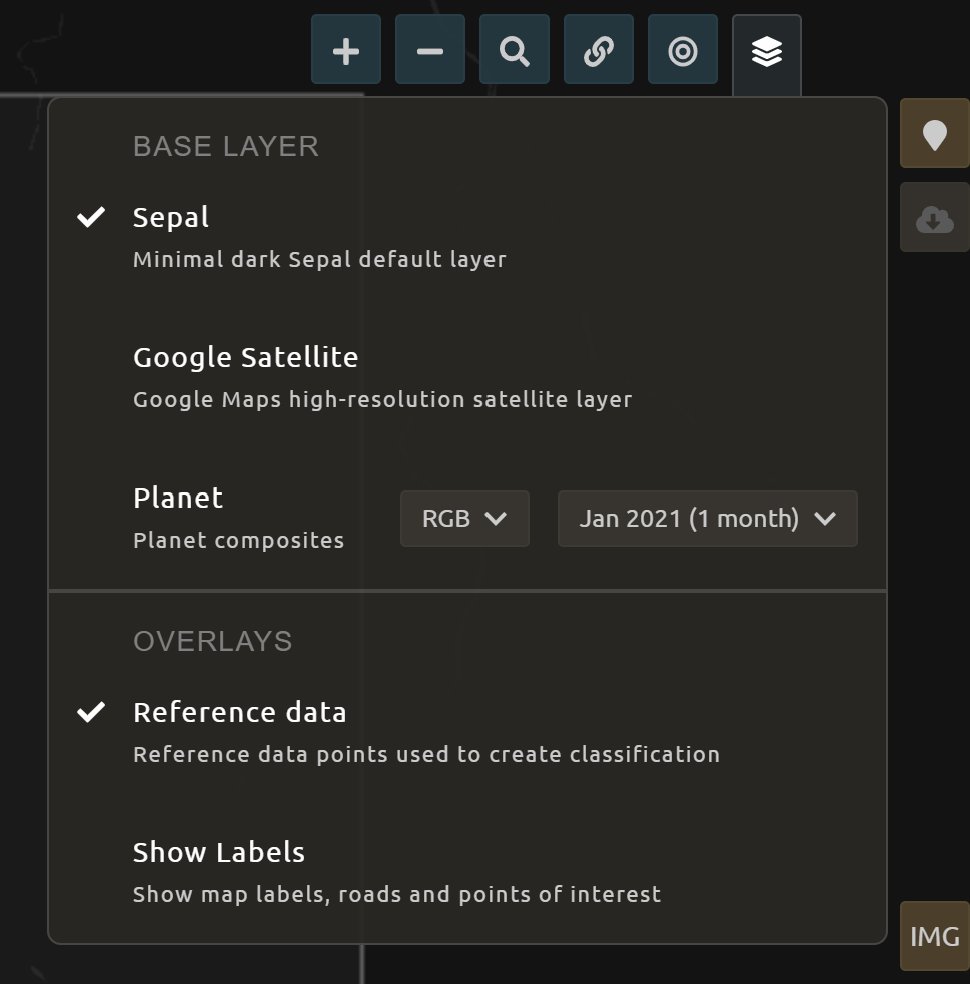 BASE LAYER
Sepal
Minimal dark Sepal default layer
Google Satellite
Google Maps high-resolution satellite layer
Planet
Planet composites
RGB
Jan 2021 (1 month)
OVERLAYS
Reference data
Reference data points used to create classification
Show Labels
Show map labels, roads and points of interest
IMG